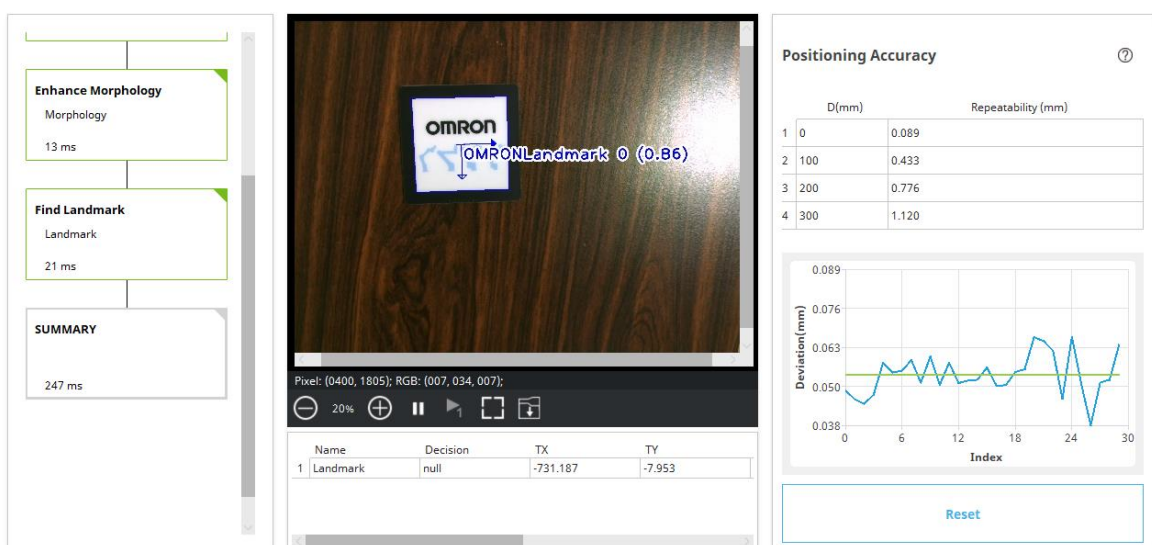 Enhance Morphology
Morphology
13 ms
Find Landmark
Landmark
21 ms
SUMMARY
247 ms
OMRON
OMRONLandmark 0 (0.86)
Pixel: (0400, 1805); RGB: (007, 034, 007);
20%
1
Name Decision TX TY
1 Landmark null -731.187 -7.953
Positioning Accuracy
?
D(mm) Repeatability (mm)
1 0 0.089
2 100 0.433
3 200 0.776
4 300 1.120
0.089
0.076
0.063
0.050
0.038
Deviation(mm)
0 6 12 18 24 30
Index
Reset